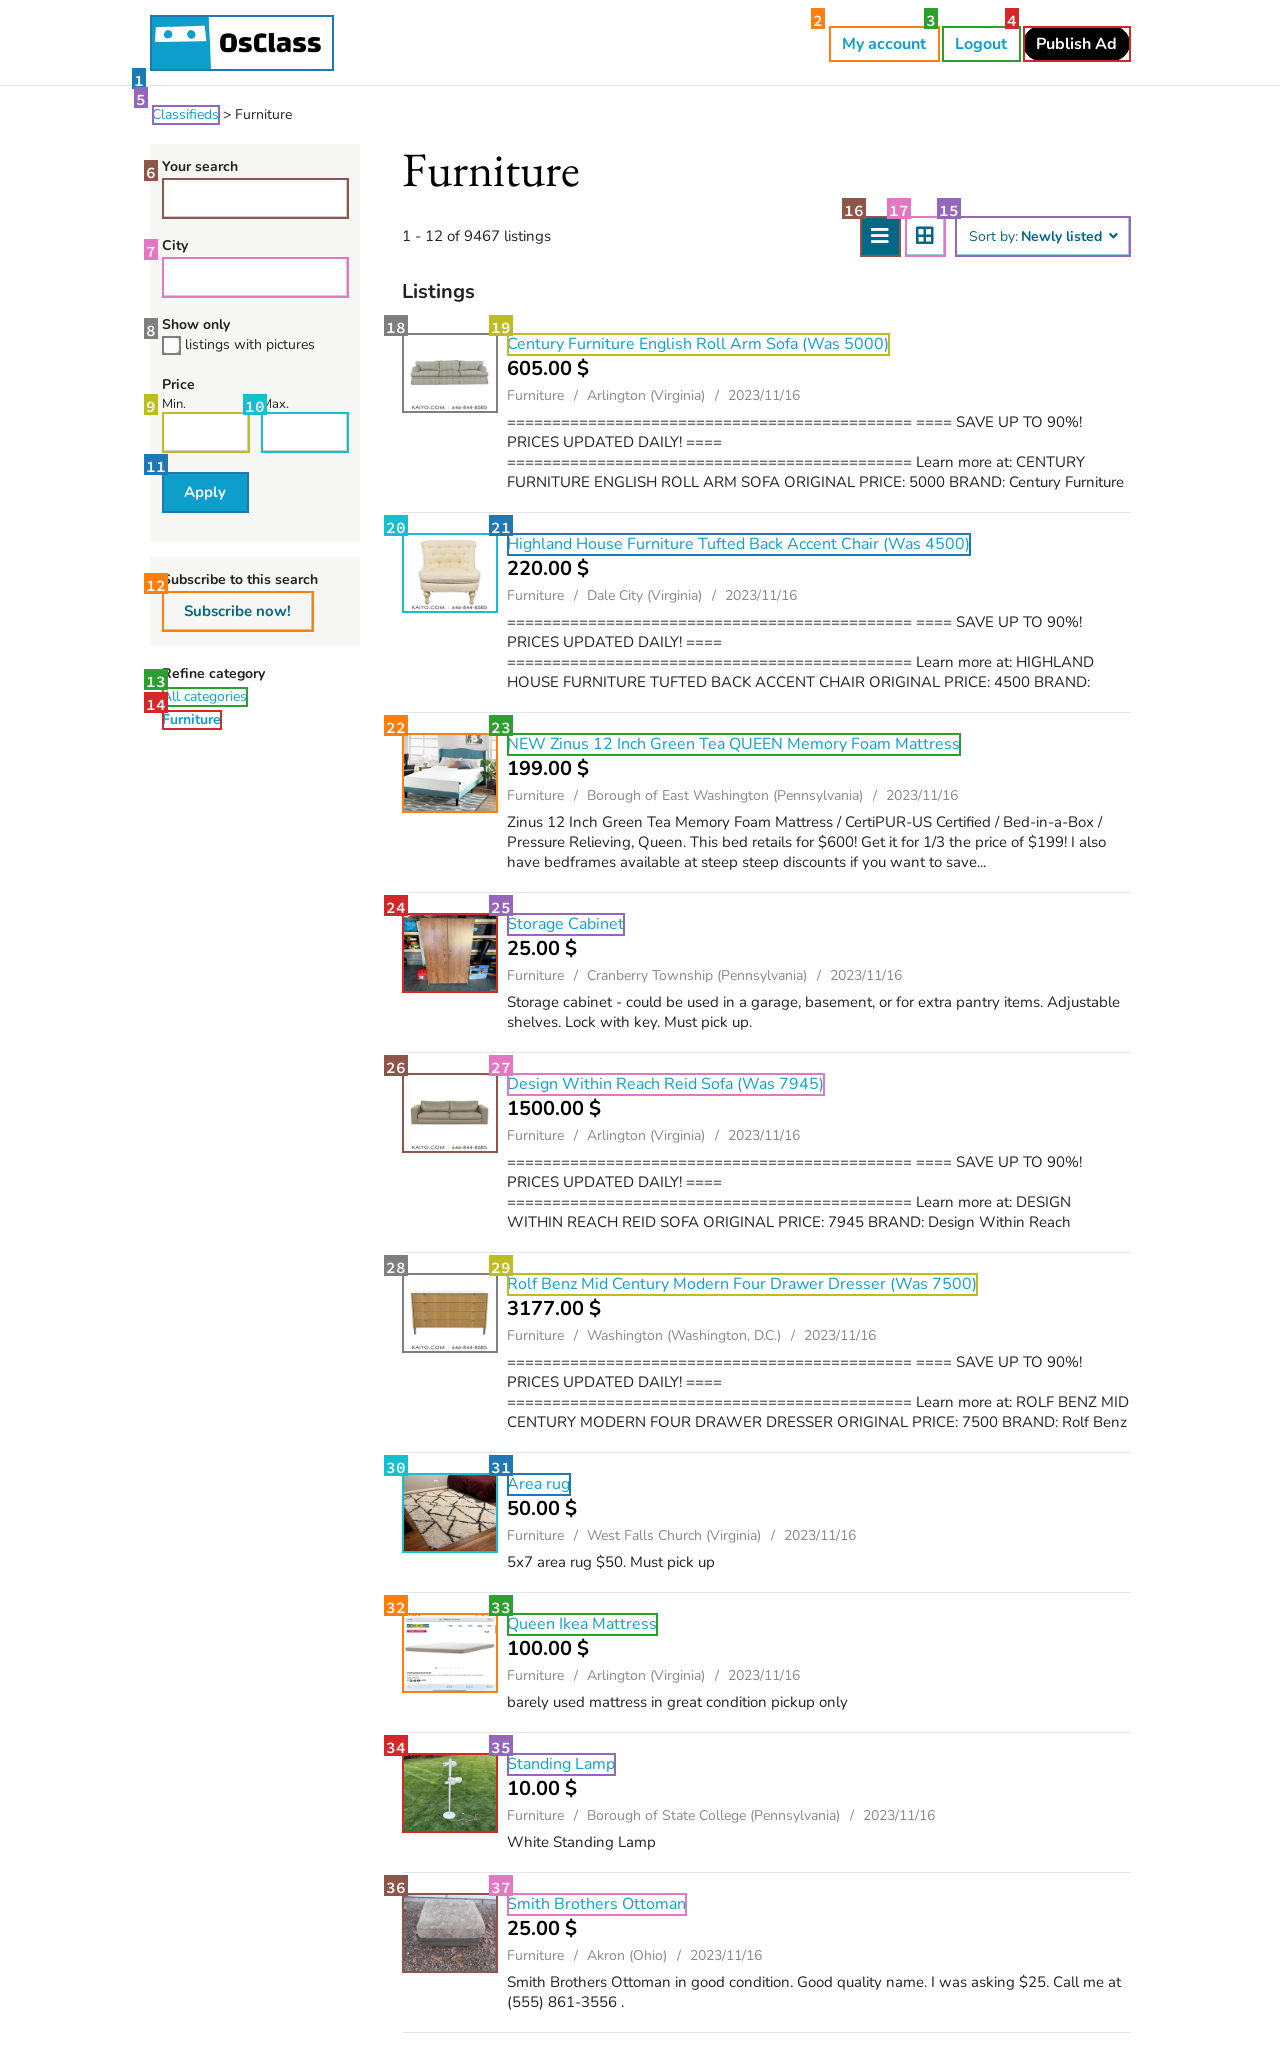 OsClass
2
3
4
My account
Logout
Publish Ad
1
5
Classifieds > Furniture
6
Your search
7
City
8
Show only
listings with pictures
Price
9
Min.
10
Max.
11
Apply
12
Subscribe to this search
Subscribe now!
13
Refine category
All categories
14
Furniture
Furniture
1 - 12 of 9467 listings
16
17
15
Sort by: Newly listed
Listings
18
19
KAIYO.COM | 646-844-8585
Century Furniture English Roll Arm Sofa (Was 5000)
605.00 $
Furniture / Arlington (Virginia) / 2023/11/16
============================================= ==== SAVE UP TO 90%!
PRICES UPDATED DAILY! ====
============================================= Learn more at: CENTURY
FURNITURE ENGLISH ROLL ARM SOFA ORIGINAL PRICE: 5000 BRAND: Century Furniture
20
21
KAIYO.COM | 646-844-8585
Highland House Furniture Tufted Back Accent Chair (Was 4500)
220.00 $
Furniture / Dale City (Virginia) / 2023/11/16
============================================= ==== SAVE UP TO 90%!
PRICES UPDATED DAILY! ====
============================================= Learn more at: HIGHLAND
HOUSE FURNITURE TUFTED BACK ACCENT CHAIR ORIGINAL PRICE: 4500 BRAND:
22
23
NEW Zinus 12 Inch Green Tea QUEEN Memory Foam Mattress
199.00 $
Furniture / Borough of East Washington (Pennsylvania) / 2023/11/16
Zinus 12 Inch Green Tea Memory Foam Mattress / CertiPUR-US Certified / Bed-in-a-Box /
Pressure Relieving, Queen. This bed retails for $600! Get it for 1/3 the price of $199! I also
have bedframes available at steep steep discounts if you want to save...
24
25
Storage Cabinet
25.00 $
Furniture / Cranberry Township (Pennsylvania) / 2023/11/16
Storage cabinet - could be used in a garage, basement, or for extra pantry items. Adjustable
shelves. Lock with key. Must pick up.
26
27
KAIYO.COM | 646-844-8585
Design Within Reach Reid Sofa (Was 7945)
1500.00 $
Furniture / Arlington (Virginia) / 2023/11/16
============================================= ==== SAVE UP TO 90%!
PRICES UPDATED DAILY! ====
============================================= Learn more at: DESIGN
WITHIN REACH REID SOFA ORIGINAL PRICE: 7945 BRAND: Design Within Reach
28
29
KAIYO.COM | 646-844-8585
Rolf Benz Mid Century Modern Four Drawer Dresser (Was 7500)
3177.00 $
Furniture / Washington (Washington, D.C.) / 2023/11/16
============================================= ==== SAVE UP TO 90%!
PRICES UPDATED DAILY! ====
============================================= Learn more at: ROLF BENZ MID
CENTURY MODERN FOUR DRAWER DRESSER ORIGINAL PRICE: 7500 BRAND: Rolf Benz
30
31
Area rug
50.00 $
Furniture / West Falls Church (Virginia) / 2023/11/16
5x7 area rug $50. Must pick up
32
33
Queen Ikea Mattress
100.00 $
Furniture / Arlington (Virginia) / 2023/11/16
barely used mattress in great condition pickup only
34
35
Standing Lamp
10.00 $
Furniture / Borough of State College (Pennsylvania) / 2023/11/16
White Standing Lamp
36
37
Smith Brothers Ottoman
25.00 $
Furniture / Akron (Ohio) / 2023/11/16
Smith Brothers Ottoman in good condition. Good quality name. I was asking $25. Call me at
(555) 861-3556 .